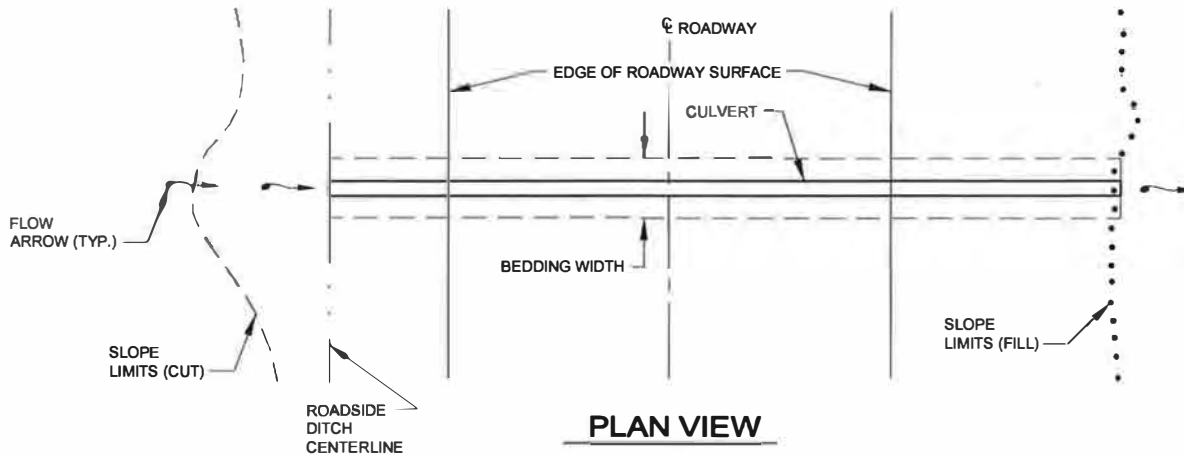 ℄ ROADWAY
EDGE OF ROADWAY SURFACE
CULVERT
FLOW
ARROW (TYP.)
BEDDING WIDTH
SLOPE
LIMITS (CUT)
SLOPE
LIMITS (FILL)
ROADSIDE
DITCH
CENTERLINE
PLAN VIEW